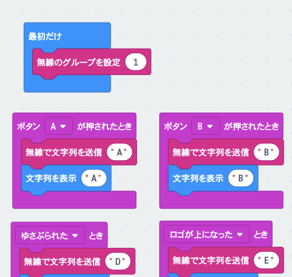 最初だけ
無線のグループを設定 1
ボタン A が押されたとき
無線で文字列を送信 "A"
文字列を表示 "A"
ボタン B が押されたとき
無線で文字列を送信 "B"
文字列を表示 "B"
ゆさぶられた とき
無線で文字列を送信 "D"
ロゴが上になった とき
無線で文字列を送信 "E"